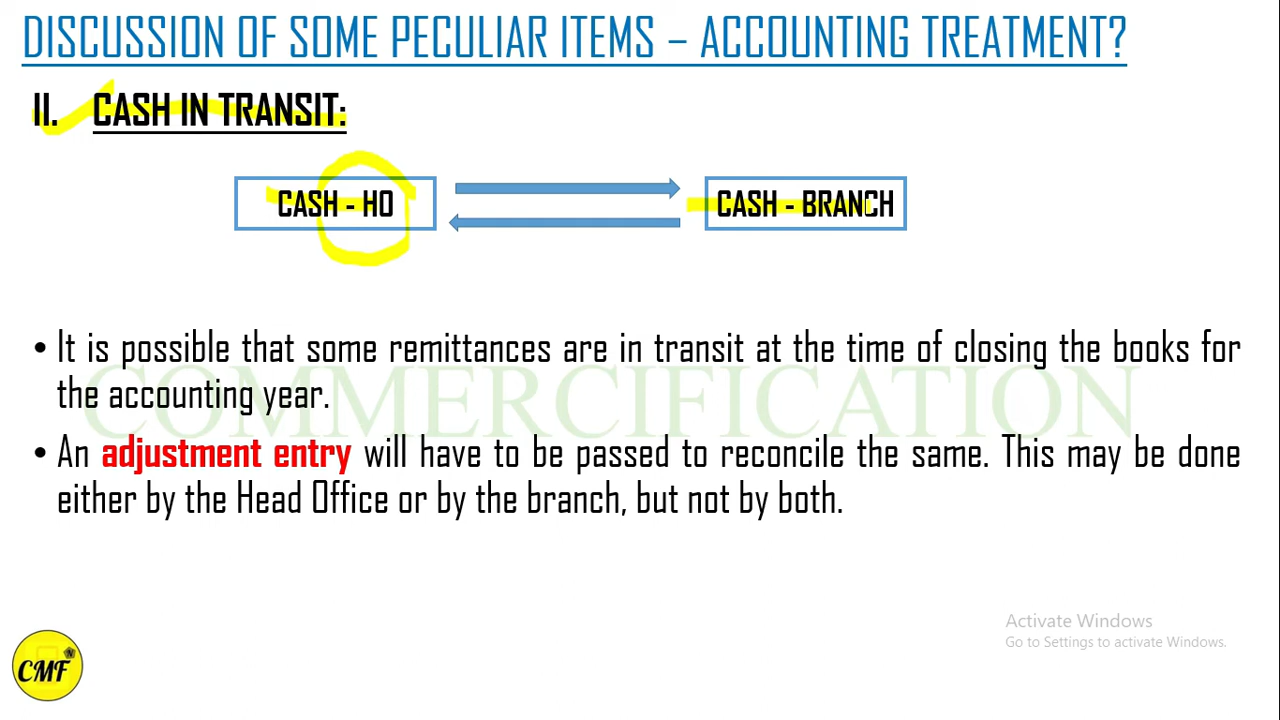 DISCUSSION OF SOME PECULIAR ITEMS – ACCOUNTING TREATMENT?
II. CASH IN TRANSIT:
CASH - HO
CASH - BRANCH
• It is possible that some remittances are in transit at the time of closing the books for
the accounting year.
COMMERCIFICATION
• An adjustment entry will have to be passed to reconcile the same. This may be done
either by the Head Office or by the branch, but not by both.
Activate Windows
Go to Settings to activate Windows.
CMF